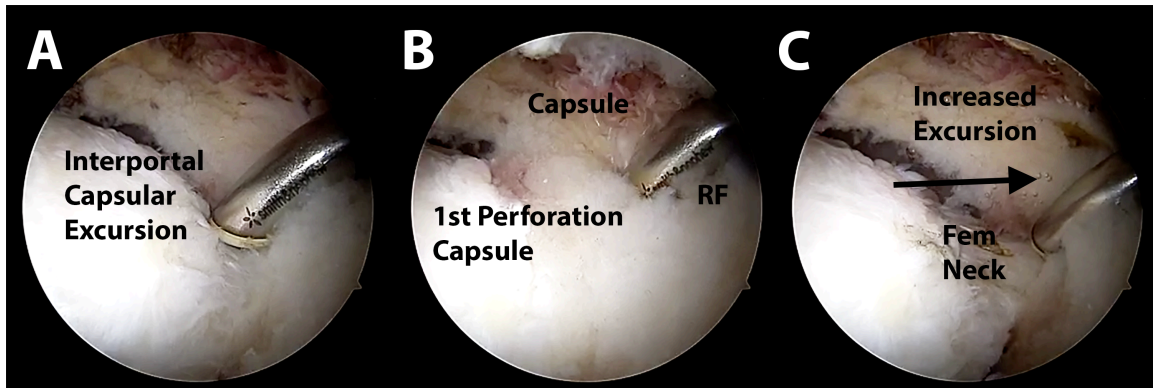 A
Interportal
Capsular
Excursion
B
Capsule
1st Perforation
Capsule
RF
C
Increased
Excursion
Fem
Neck